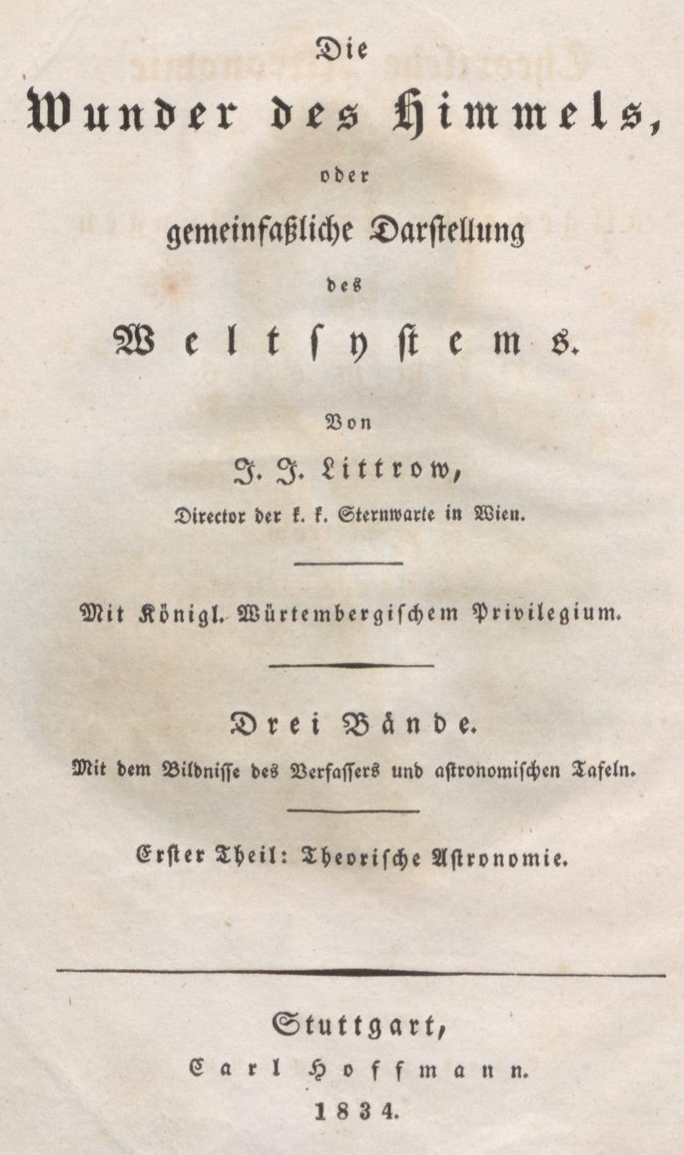 Die
Wunder des Himmels,
oder
gemeinfaßliche Darstellung
des
Weltsystems.
Von
J. J. Littrow,
Director der k. k. Sternwarte in Wien.
Mit Königl. Würtembergischem Privilegium.
Drei Bände.
Mit dem Bildnisse des Verfassers und astronomischen Tafeln.
Erster Theil: Theorische Astronomie.
Stuttgart,
Carl Hoffmann.
1834.